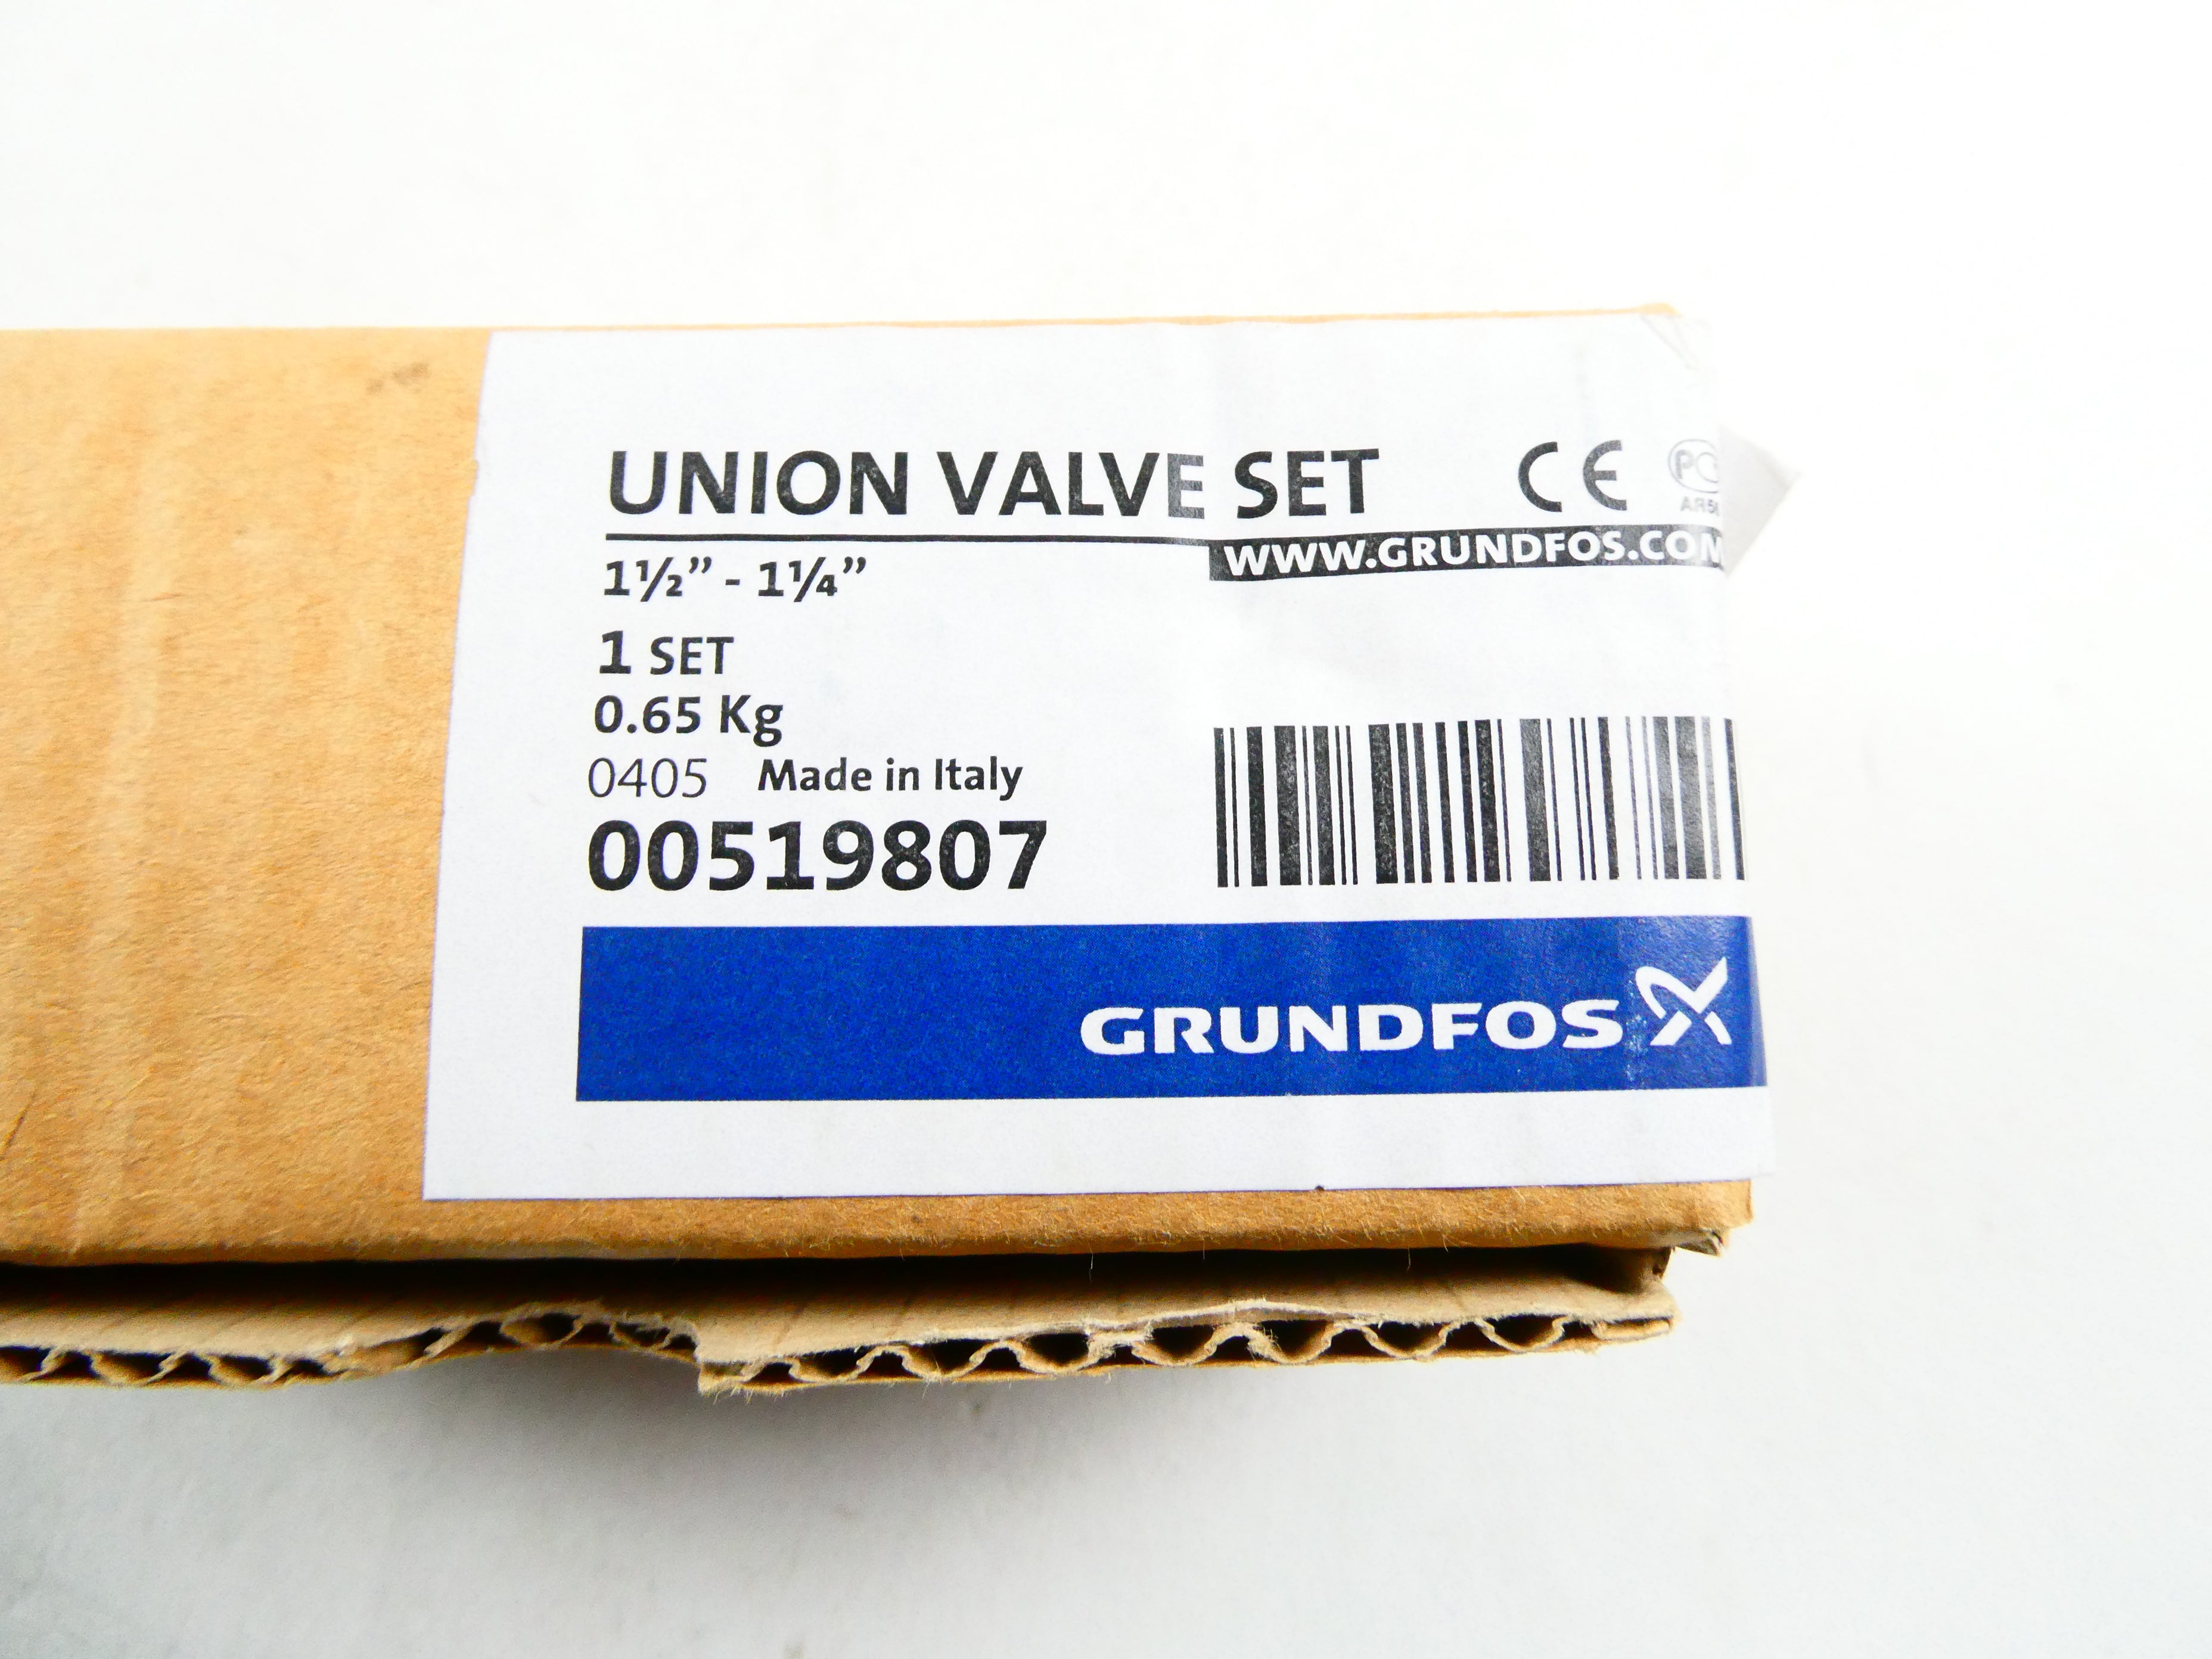 UNION VALVE SET CE
WWW.GRUNDFOS.COM
1½” - 1¼”
1 SET
0.65 Kg
0405 Made in Italy
00519807
GRUNDFOS